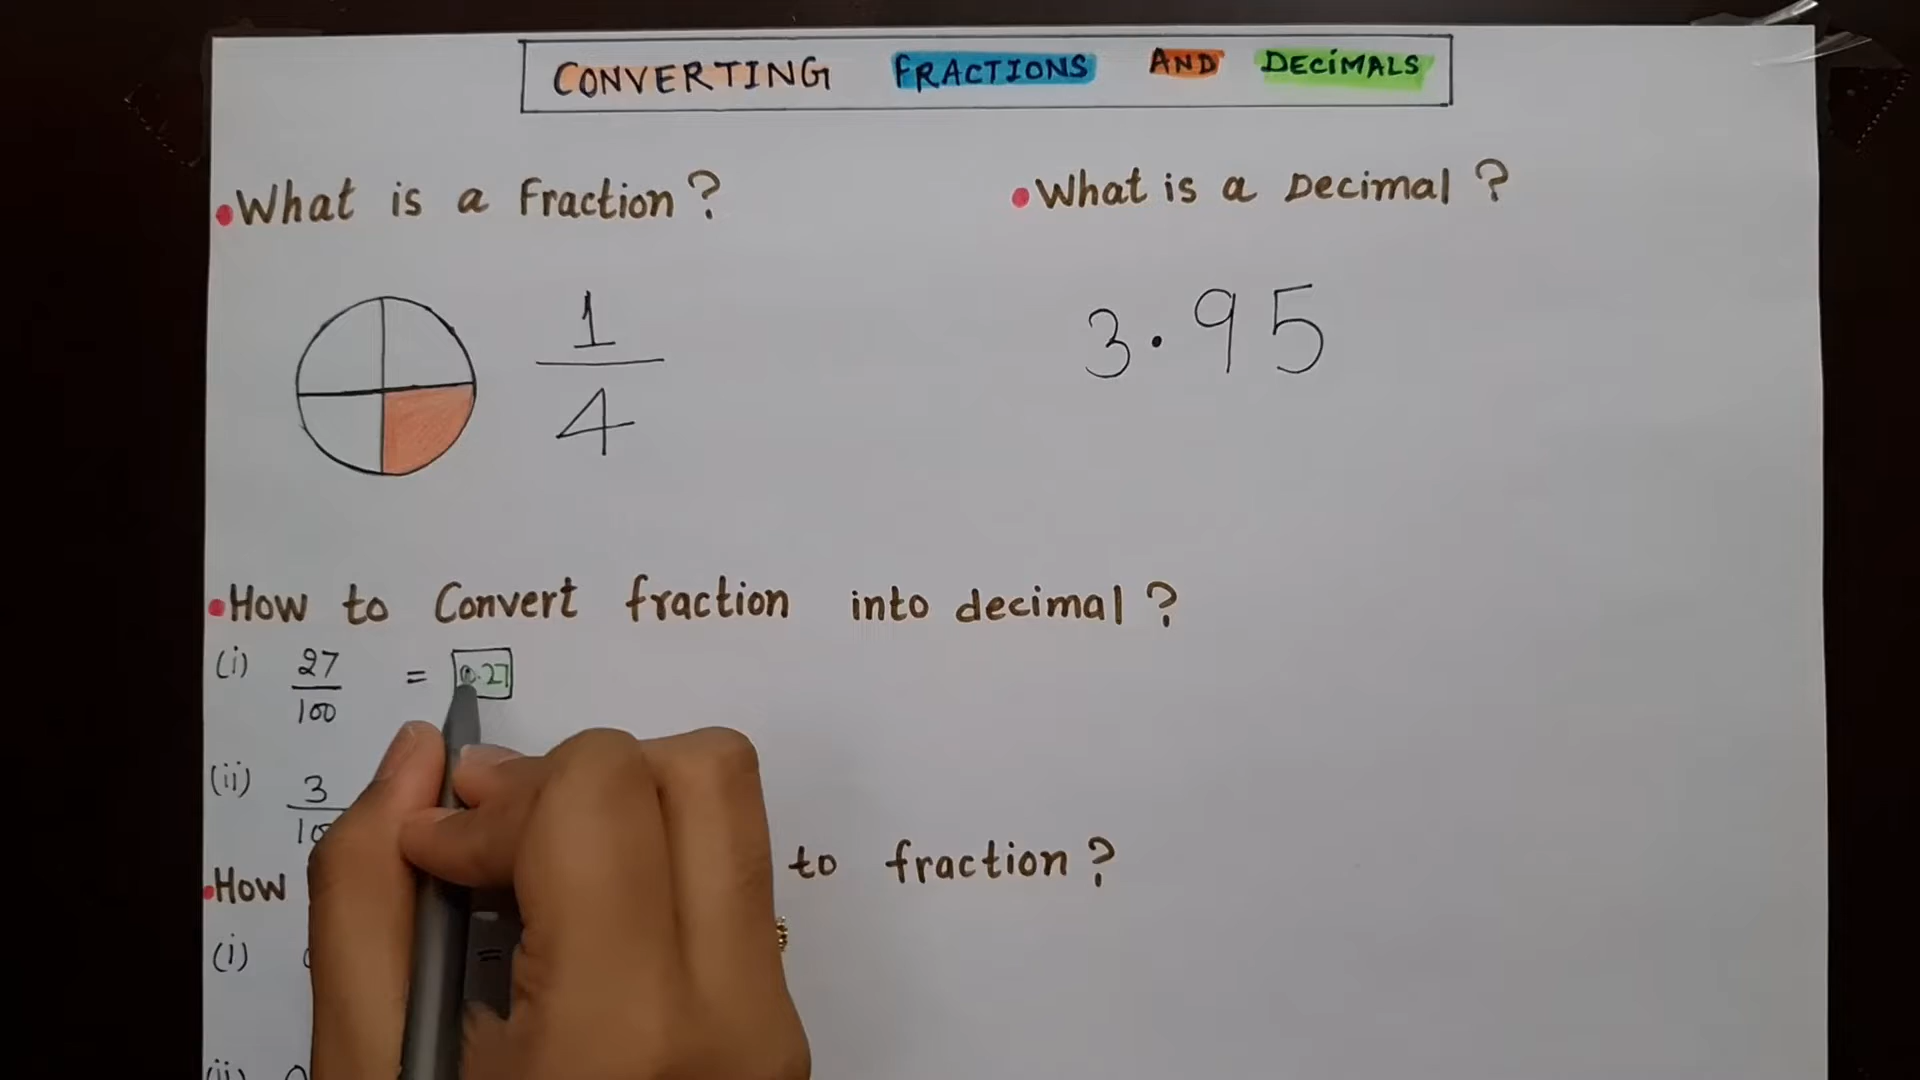 CONVERTING FRACTIONS AND DECIMALS
•What is a Fraction?
1
4
•What is a Decimal?
3.95
•How to Convert fraction into decimal?
(i) 27
100
= 0.27
(ii) 3
•How to fraction?
(i) =
(ii)